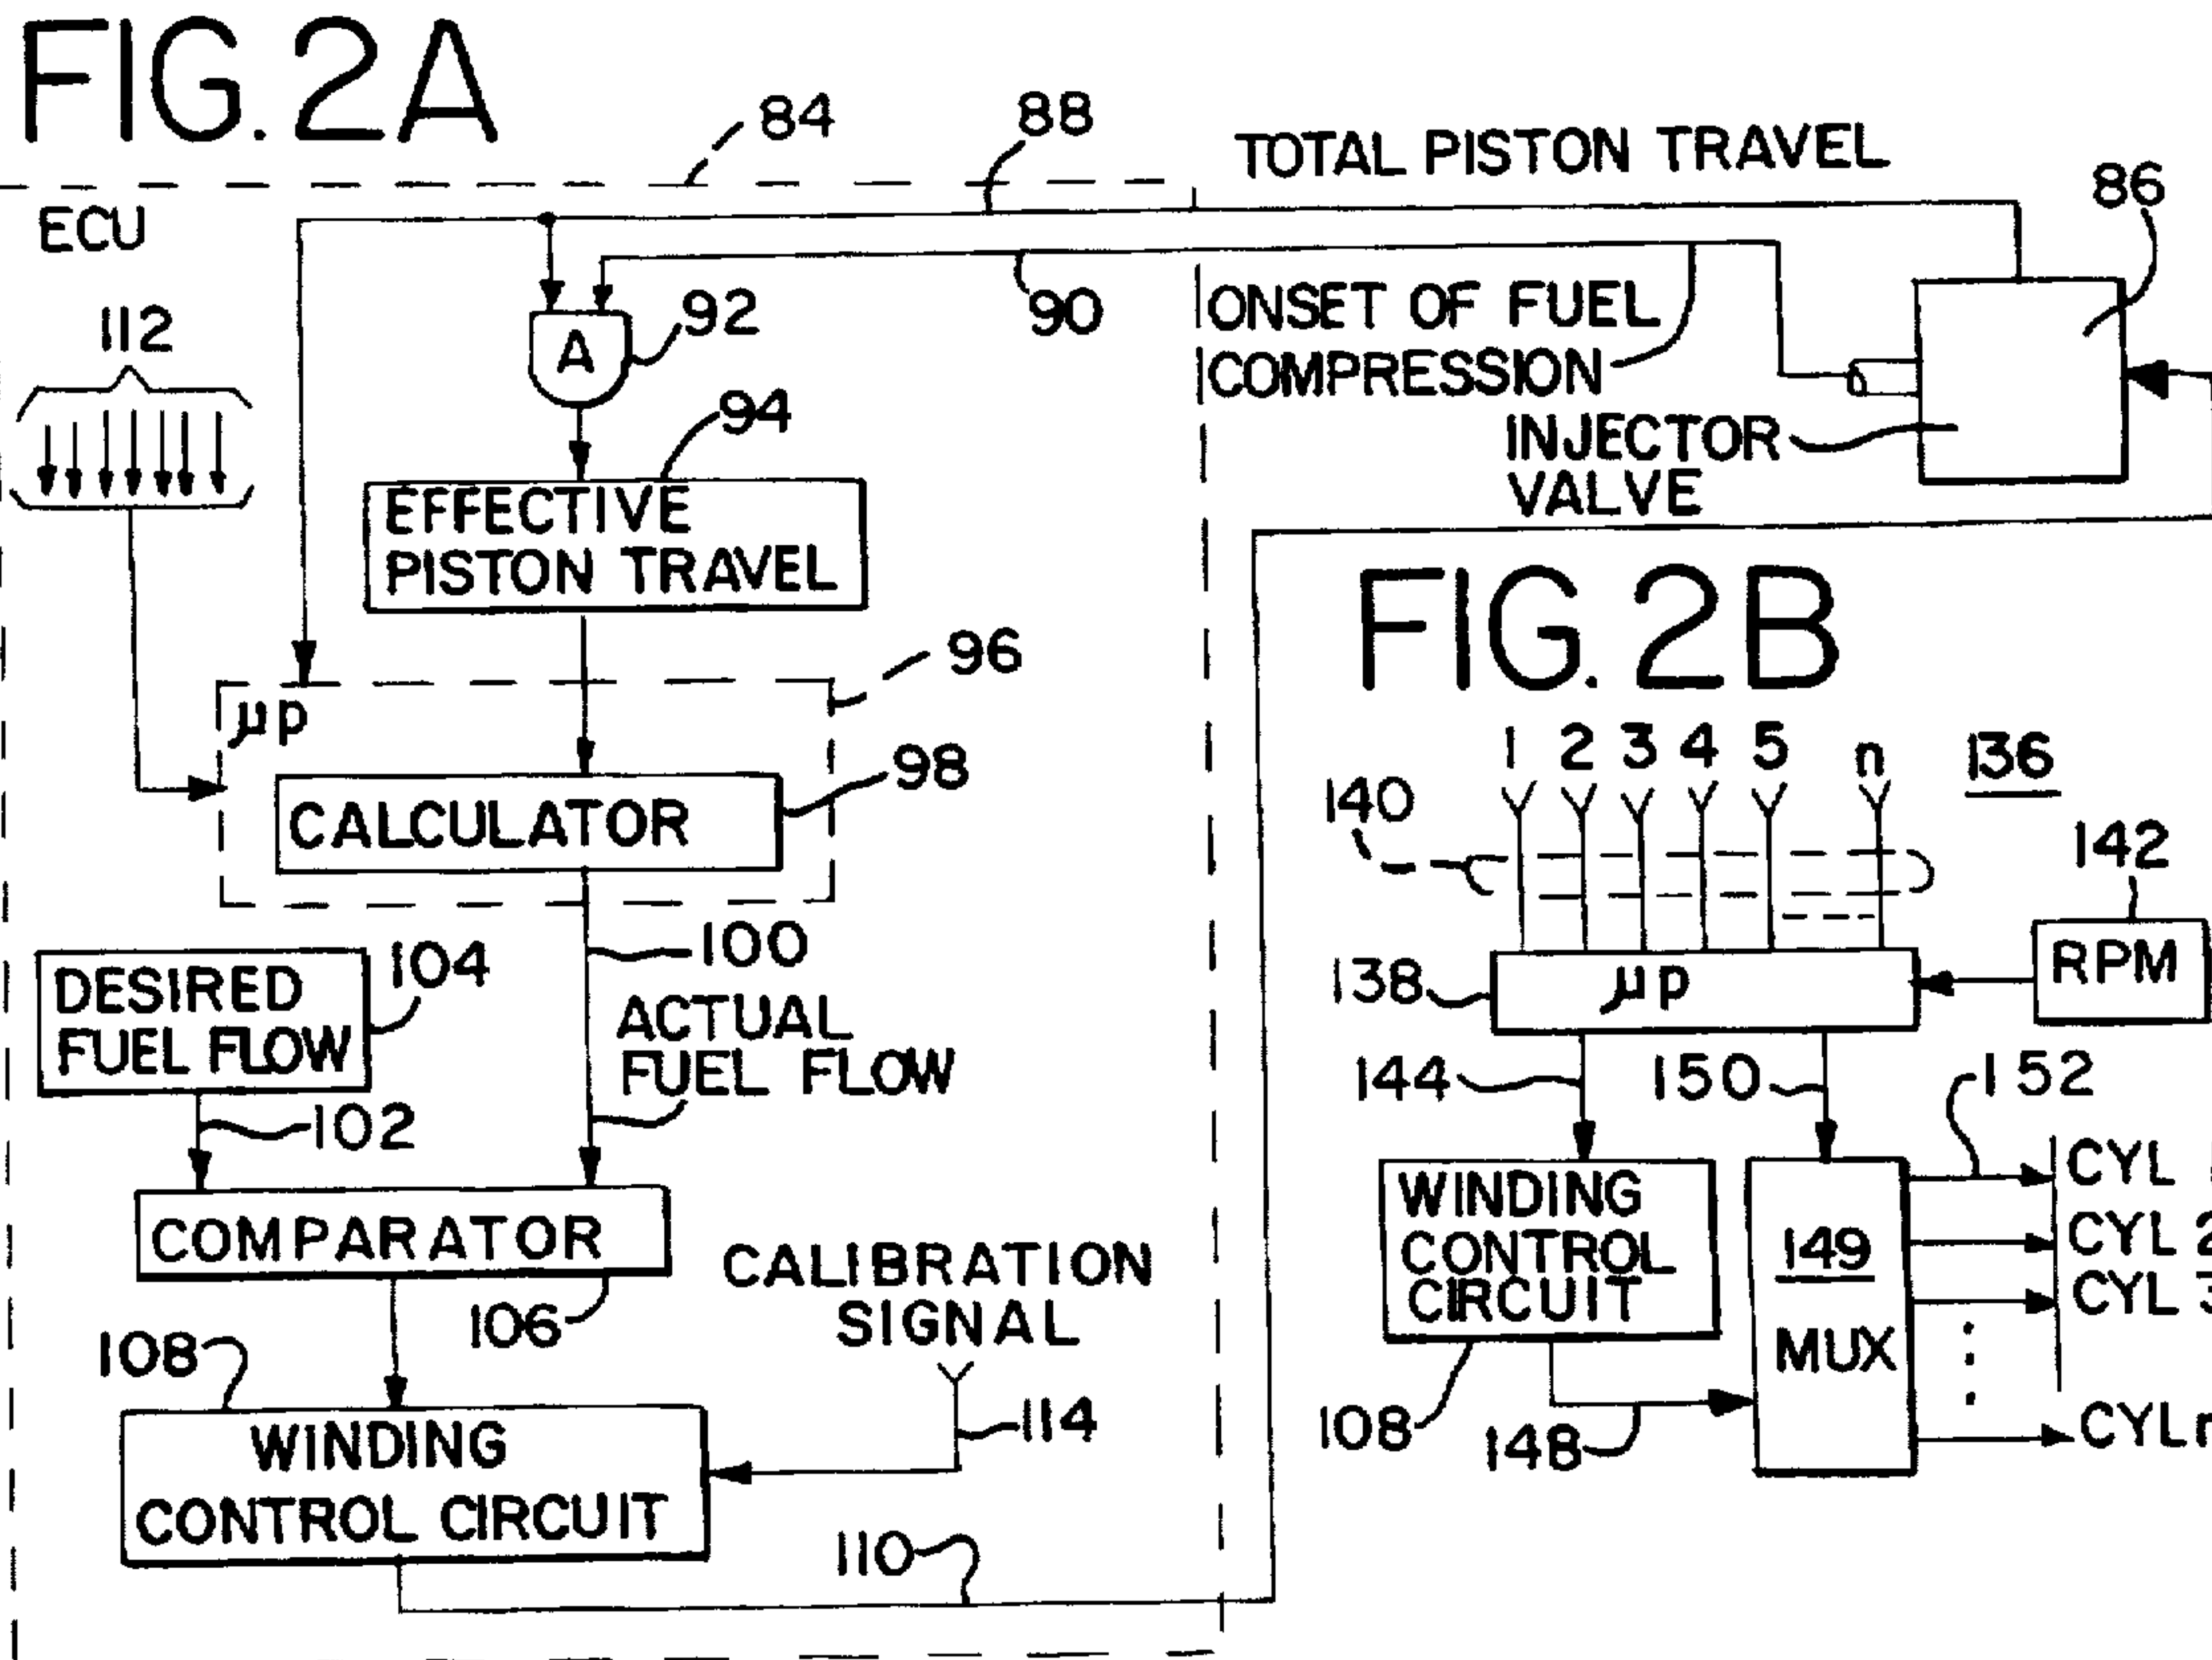 FIG. 2A
84
88
TOTAL PISTON TRAVEL
86
ECU
112
A
92
90
ONSET OF FUEL
COMPRESSION
94
INJECTOR
VALVE
EFFECTIVE
PISTON TRAVEL
96
µp
98
CALCULATOR
100
DESIRED
FUEL FLOW
104
ACTUAL
FUEL FLOW
102
COMPARATOR
106
CALIBRATION
SIGNAL
108
114
WINDING
CONTROL CIRCUIT
110
FIG. 2B
1 2 3 4 5 n
136
140
142
138
µp
RPM
144
150
152
WINDING
CONTROL
CIRCUIT
149
MUX
CYL
CYL 2
CYL 3
CYL n
108
148